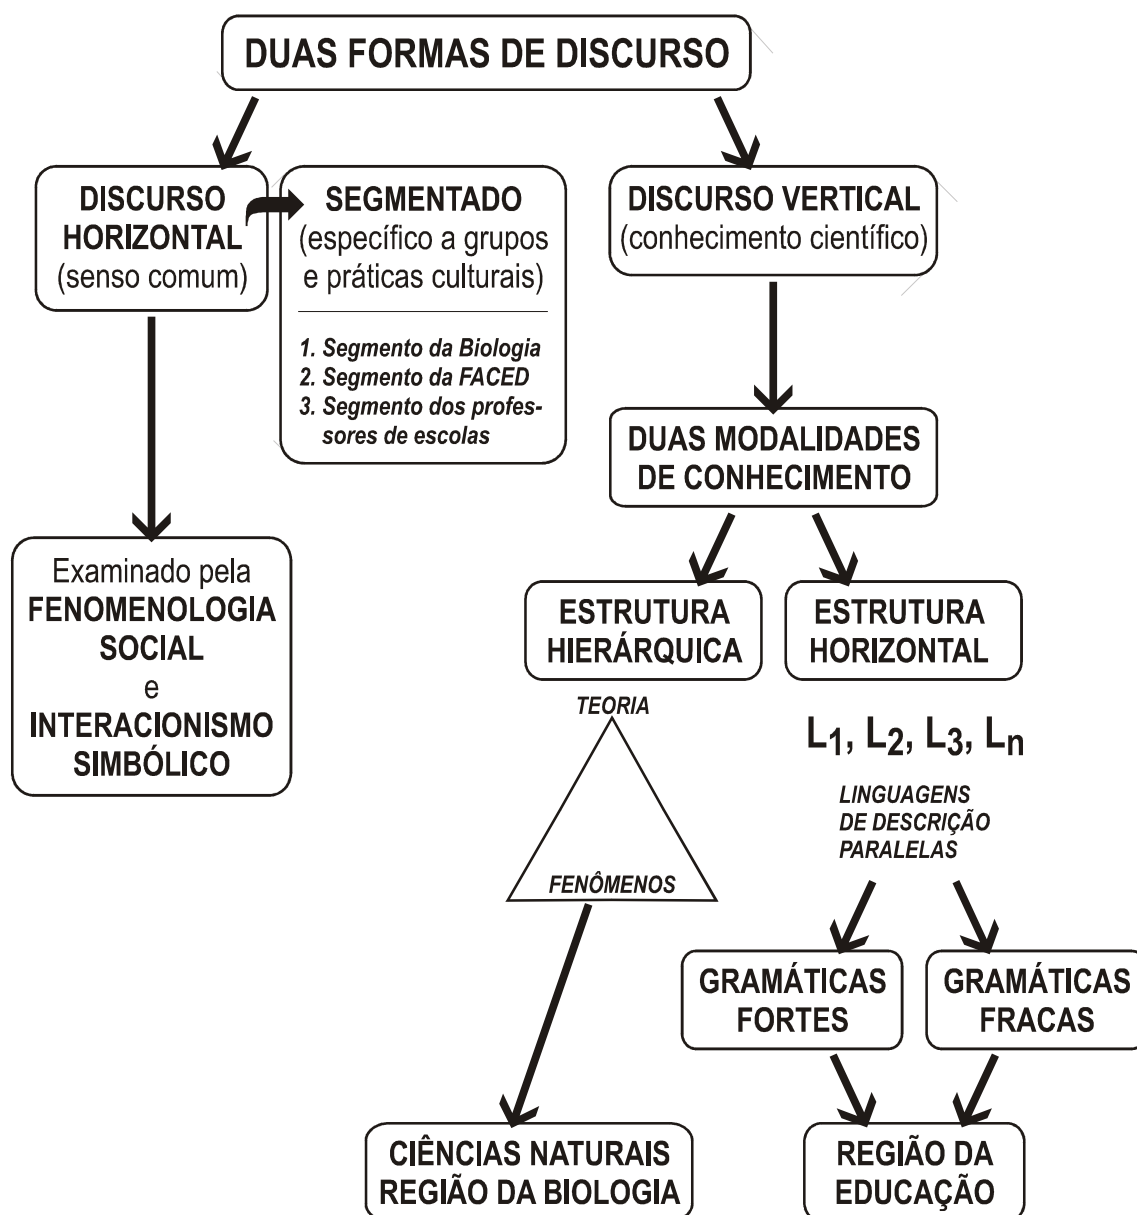 DUAS FORMAS DE DISCURSO
DISCURSO
HORIZONTAL
(senso comum)
SEGMENTADO
(específico a grupos
e práticas culturais)
1. Segmento da Biologia
2. Segmento da FACED
3. Segmento dos profes-
sores de escolas
DISCURSO VERTICAL
(conhecimento científico)
DUAS MODALIDADES
DE CONHECIMENTO
Examinado pela
FENOMENOLOGIA
SOCIAL
e
INTERACIONISMO
SIMBÓLICO
ESTRUTURA
HIERÁRQUICA
ESTRUTURA
HORIZONTAL
TEORIA
FENÔMENOS
L1, L2, L3, Ln
LINGUAGENS
DE DESCRIÇÃO
PARALELAS
GRAMÁTICAS
FORTES
GRAMÁTICAS
FRACAS
CIÊNCIAS NATURAIS
REGIÃO DA BIOLOGIA
REGIÃO DA
EDUCAÇÃO